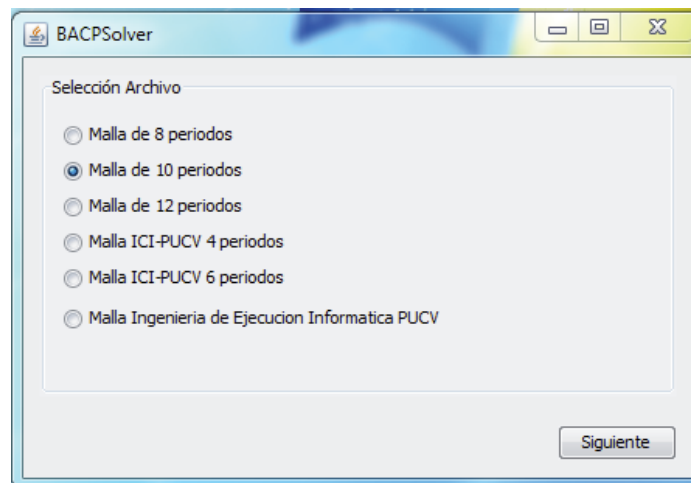 BACPSolver
Selección Archivo
Malla de 8 periodos
Malla de 10 periodos
Malla de 12 periodos
Malla ICI-PUCV 4 periodos
Malla ICI-PUCV 6 periodos
Malla Ingenieria de Ejecucion Informatica PUCV
Siguiente